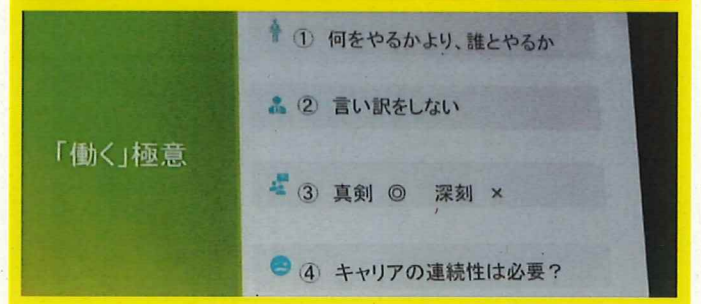 「働く」極意
① 何をやるかより、誰とやるか
② 言い訳をしない
③ 真剣 ◎ 深刻 ×
④ キャリアの連続性は必要？